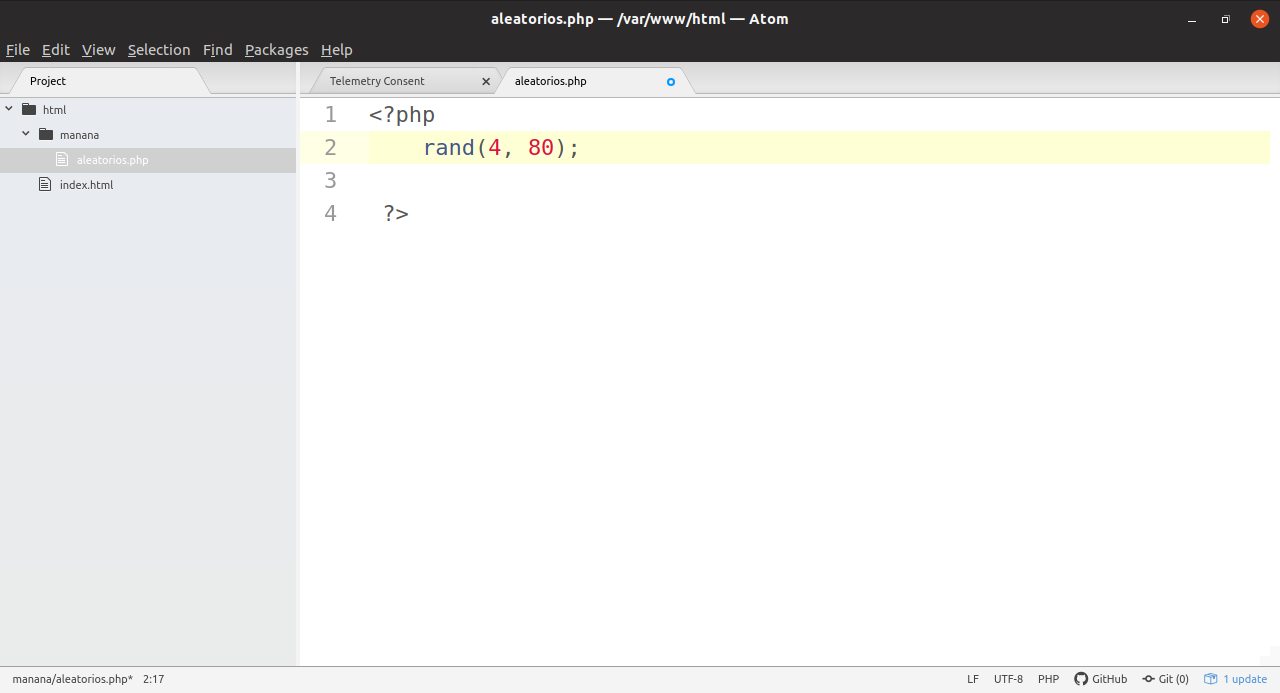 aleatorios.php — /var/www/html — Atom
File Edit View Selection Find Packages Help
Project
Telemetry Consent
aleatorios.php
html
manana
aleatorios.php
index.html
1 <?php
2 rand(4, 80);
3
4 ?>
manana/aleatorios.php* 2:17
LF UTF-8 PHP GitHub Git (0) 1 update